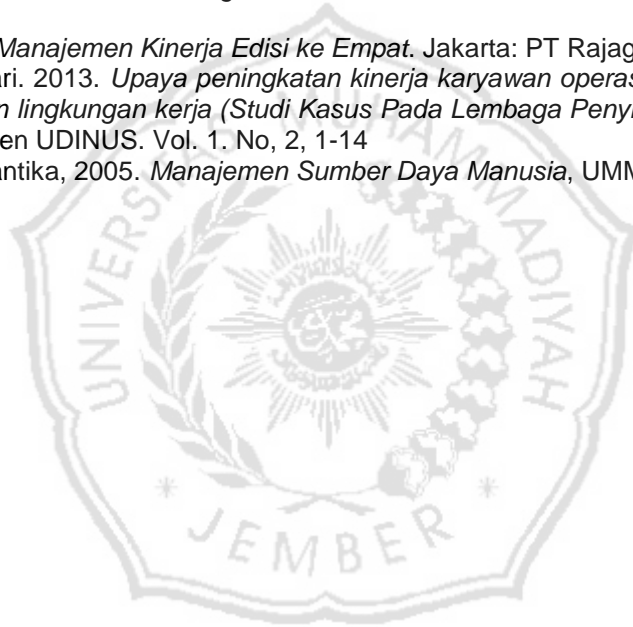 Manajemen Kinerja Edisi ke Empat. Jakarta: PT Rajag
ari. 2013. Upaya peningkatan kinerja karyawan operas
n lingkungan kerja (Studi Kasus Pada Lembaga Peny
en UDINUS. Vol. 1. No, 2, 1-14
antika, 2005. Manajemen Sumber Daya Manusia, UMM
UNIVERSITAS MUHAMMADIYAH
JEMBER